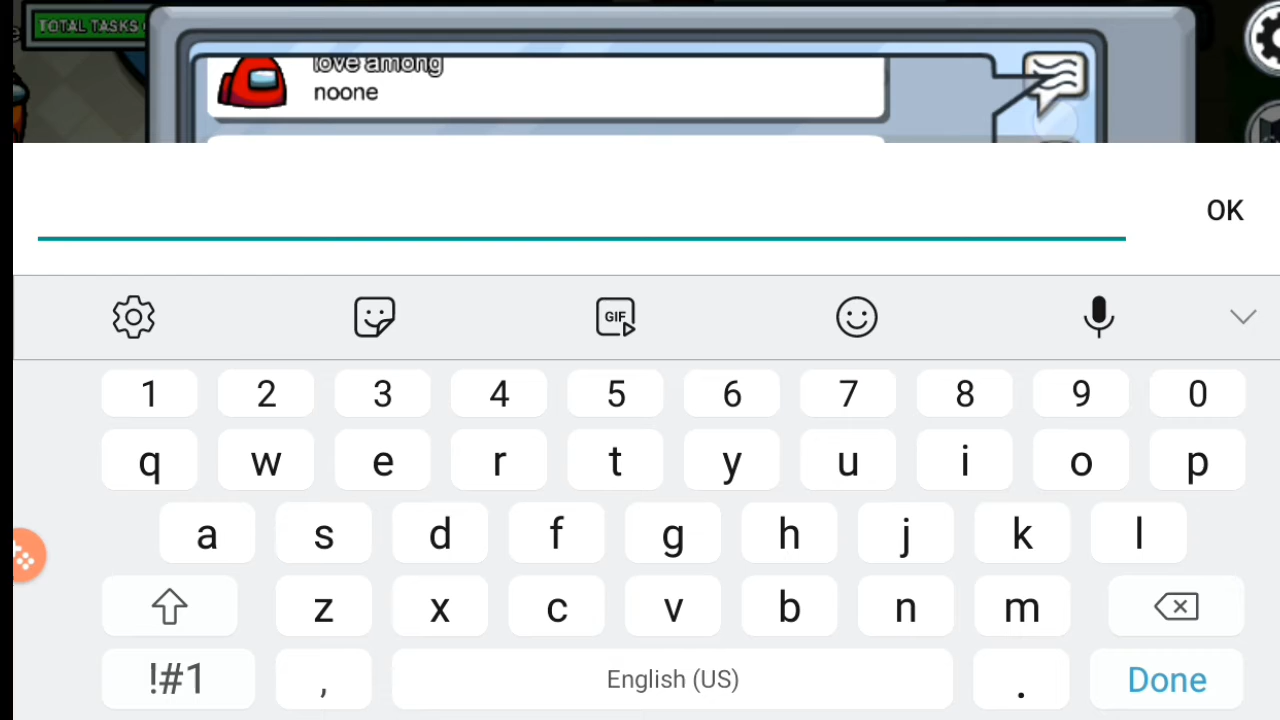 TOTAL TASKS
love among
noone
OK
GIF
1 2 3 4 5 6 7 8 9 0
q w e r t y u i o p
a s d f g h j k l
z x c v b n m
!#1 , English (US) . Done